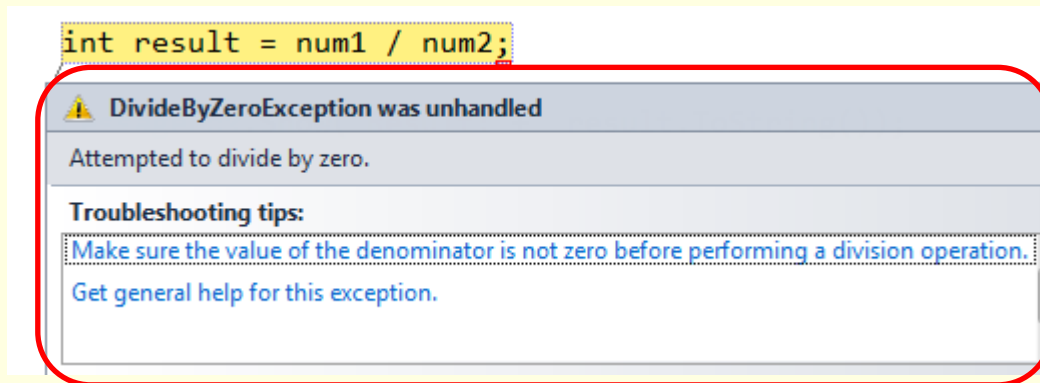 int result = num1 / num2;
DivideByZeroException was unhandled
Attempted to divide by zero.
Troubleshooting tips:
Make sure the value of the denominator is not zero before performing a division operation.
Get general help for this exception.